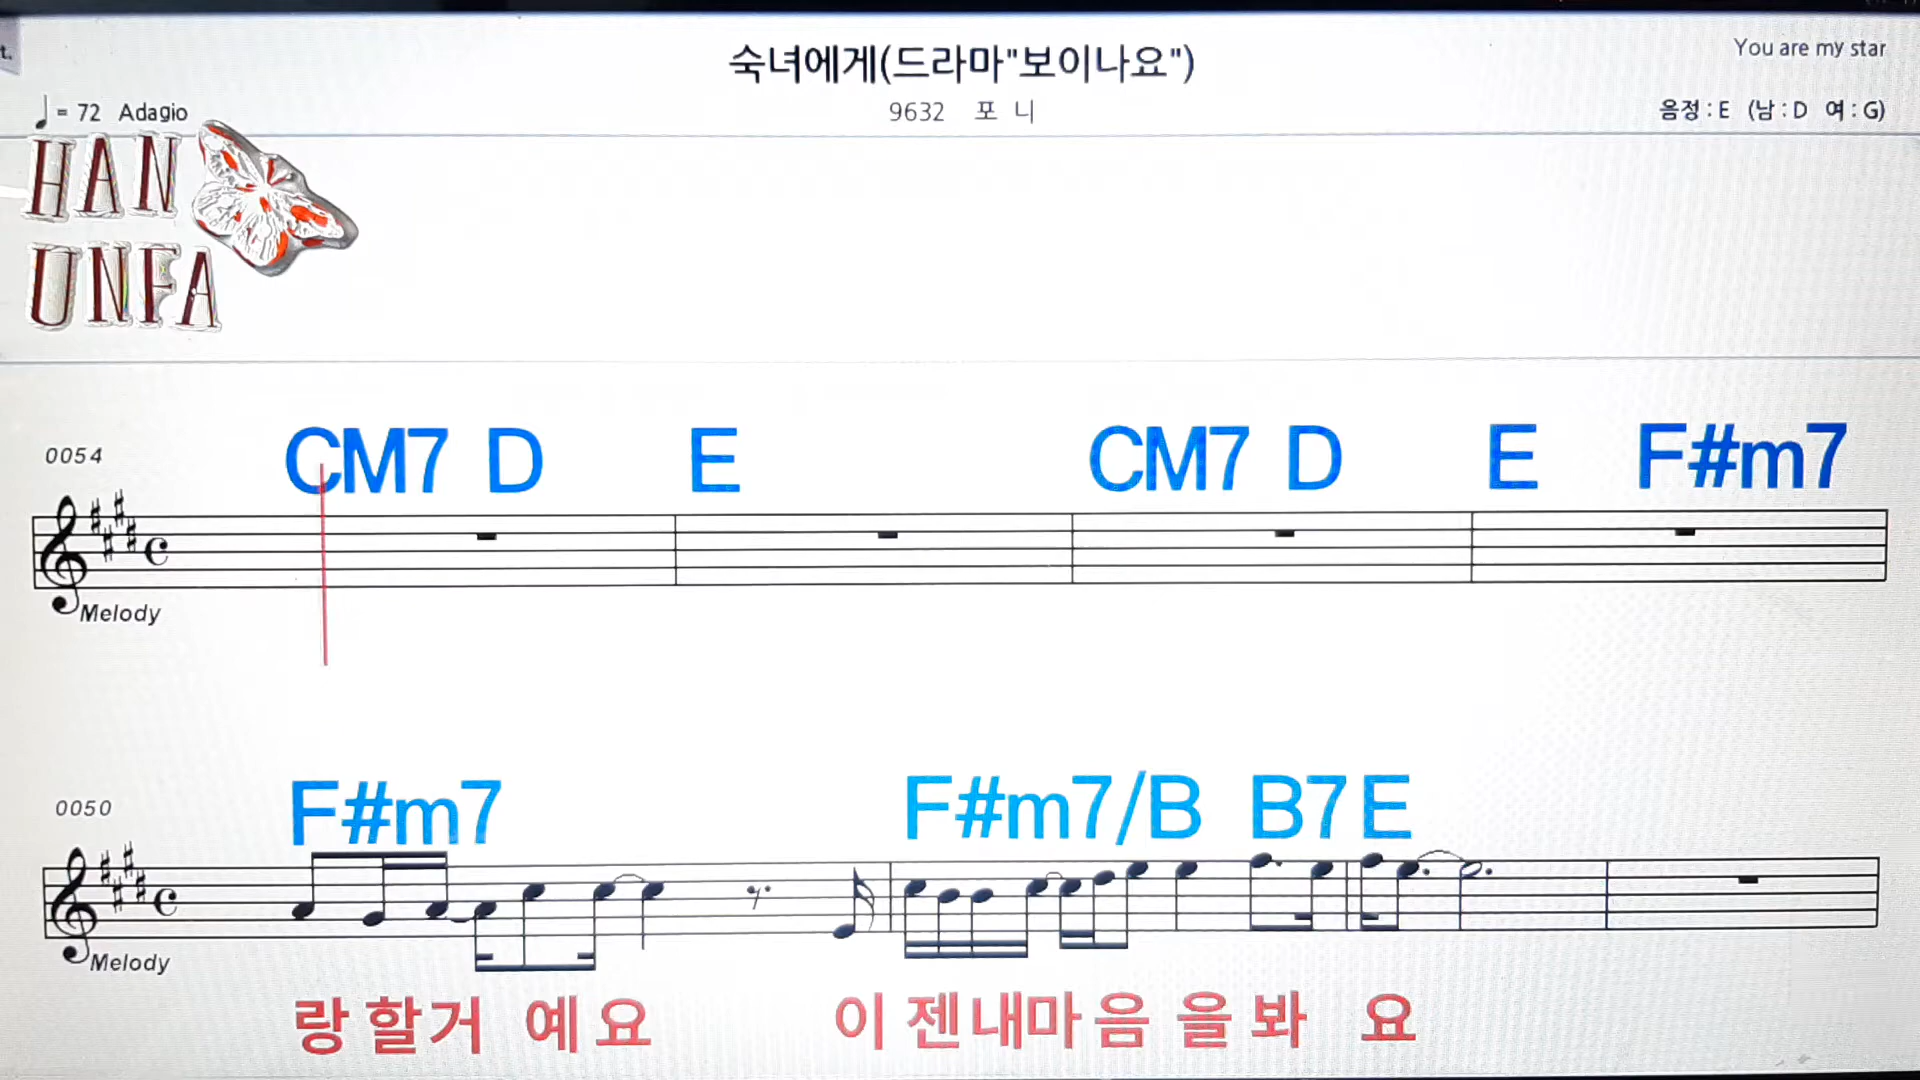 t.
숙녀에게(드라마"보이나요")
You are my star
= 72 Adagio
9632 포 니
음정 : E (남 : D 여 : G)
HAN
UNFA
0054
CM7 D E CM7 D E F#m7
Melody
0050
F#m7 F#m7/B B7 E
Melody
랑 할 거 예 요 이 젠 내 마 음 을 봐 요